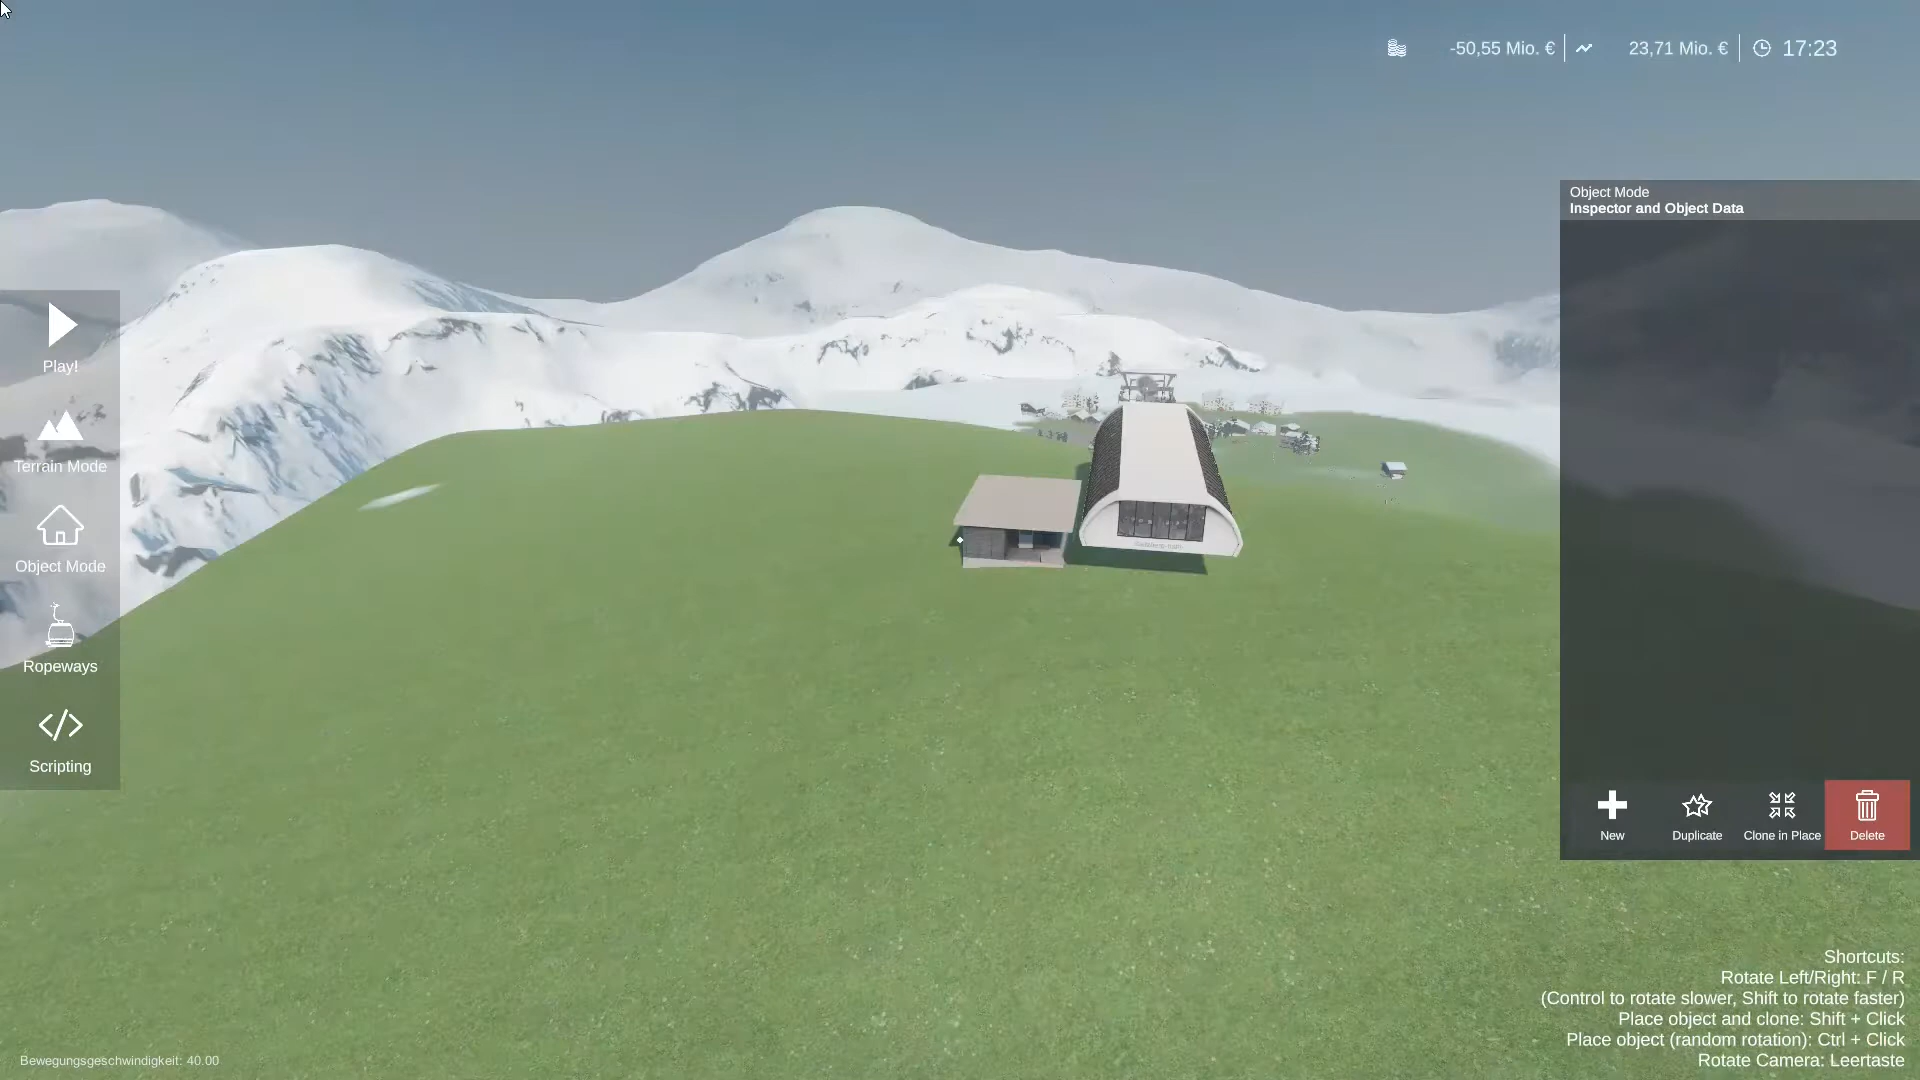 -50,55 Mio. €
23,71 Mio. €
17:23
Object Mode
Inspector and Object Data
Play!
Terrain Mode
Object Mode
Ropeways
Scripting
New
Duplicate
Clone in Place
Delete
Shortcuts:
Rotate Left/Right: F / R
(Control to rotate slower, Shift to rotate faster)
Place object and clone: Shift + Click
Place object (random rotation): Ctrl + Click
Rotate Camera: Leertaste
Bewegungsgeschwindigkeit: 40.00